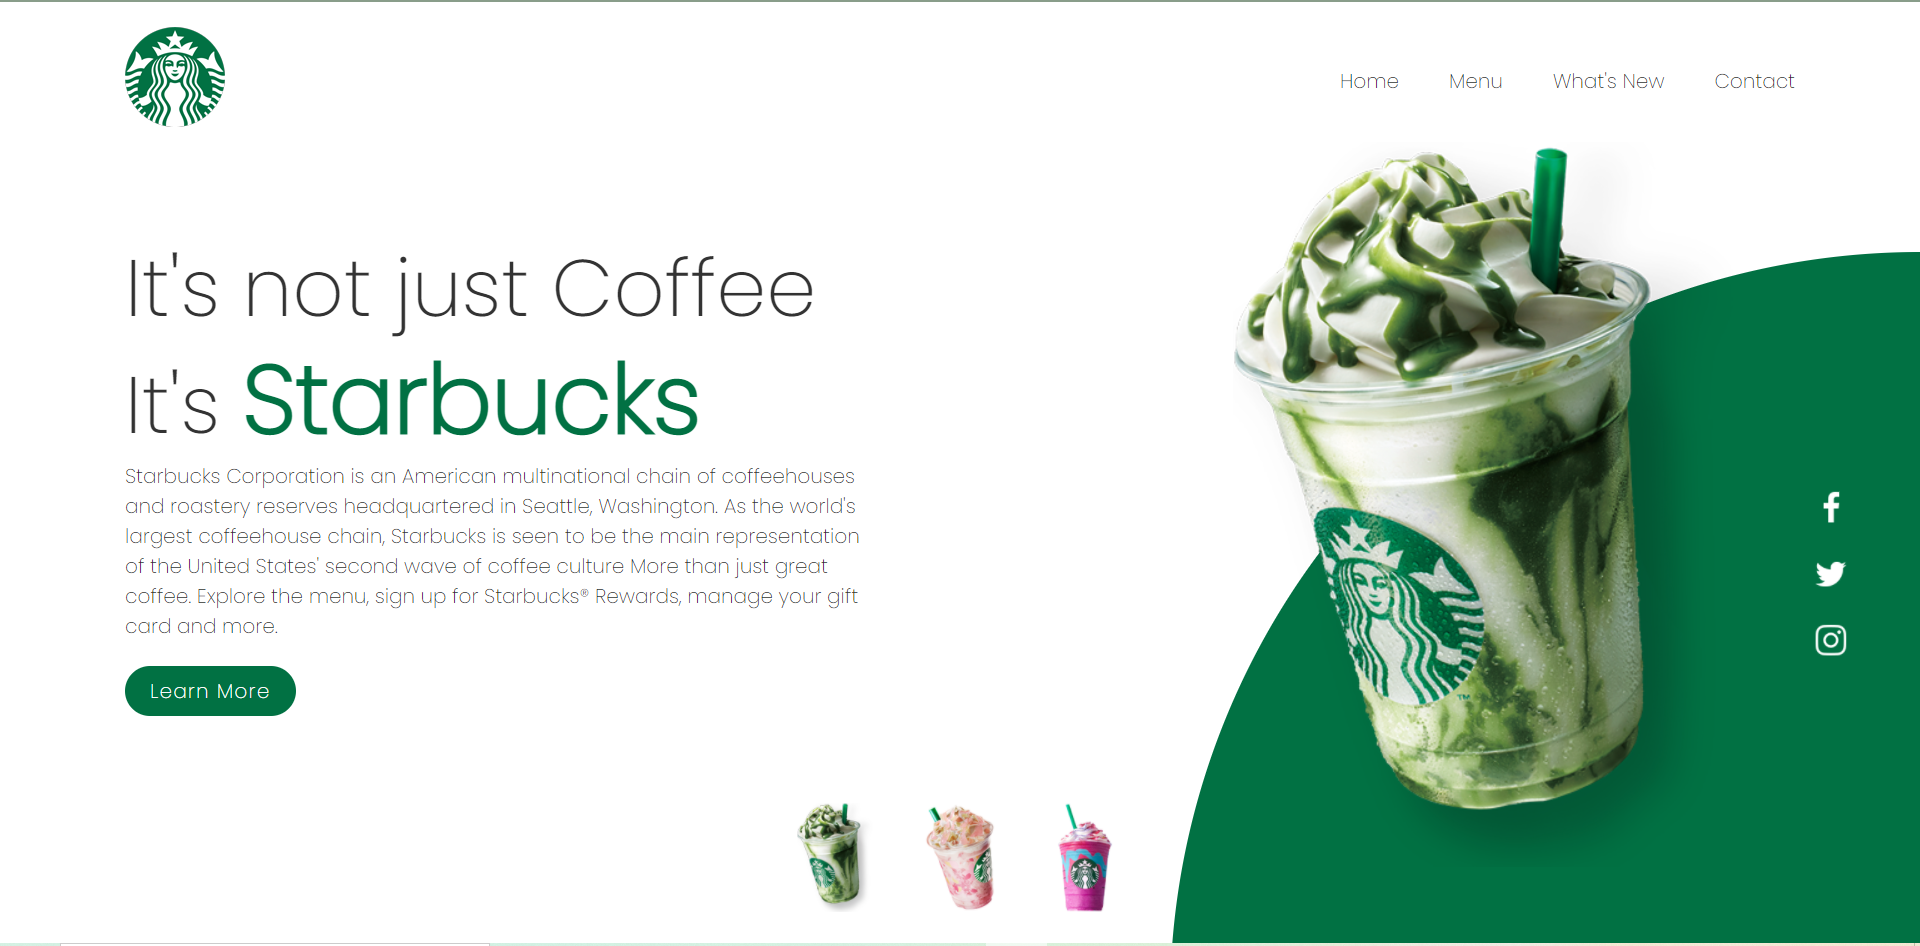 Home Menu What's New Contact
It's not just Coffee
It's Starbucks
Starbucks Corporation is an American multinational chain of coffeehouses
and roastery reserves headquartered in Seattle, Washington. As the world's
largest coffeehouse chain, Starbucks is seen to be the main representation
of the United States' second wave of coffee culture More than just great
coffee. Explore the menu, sign up for Starbucks® Rewards, manage your gift
card and more.
Learn More
TM